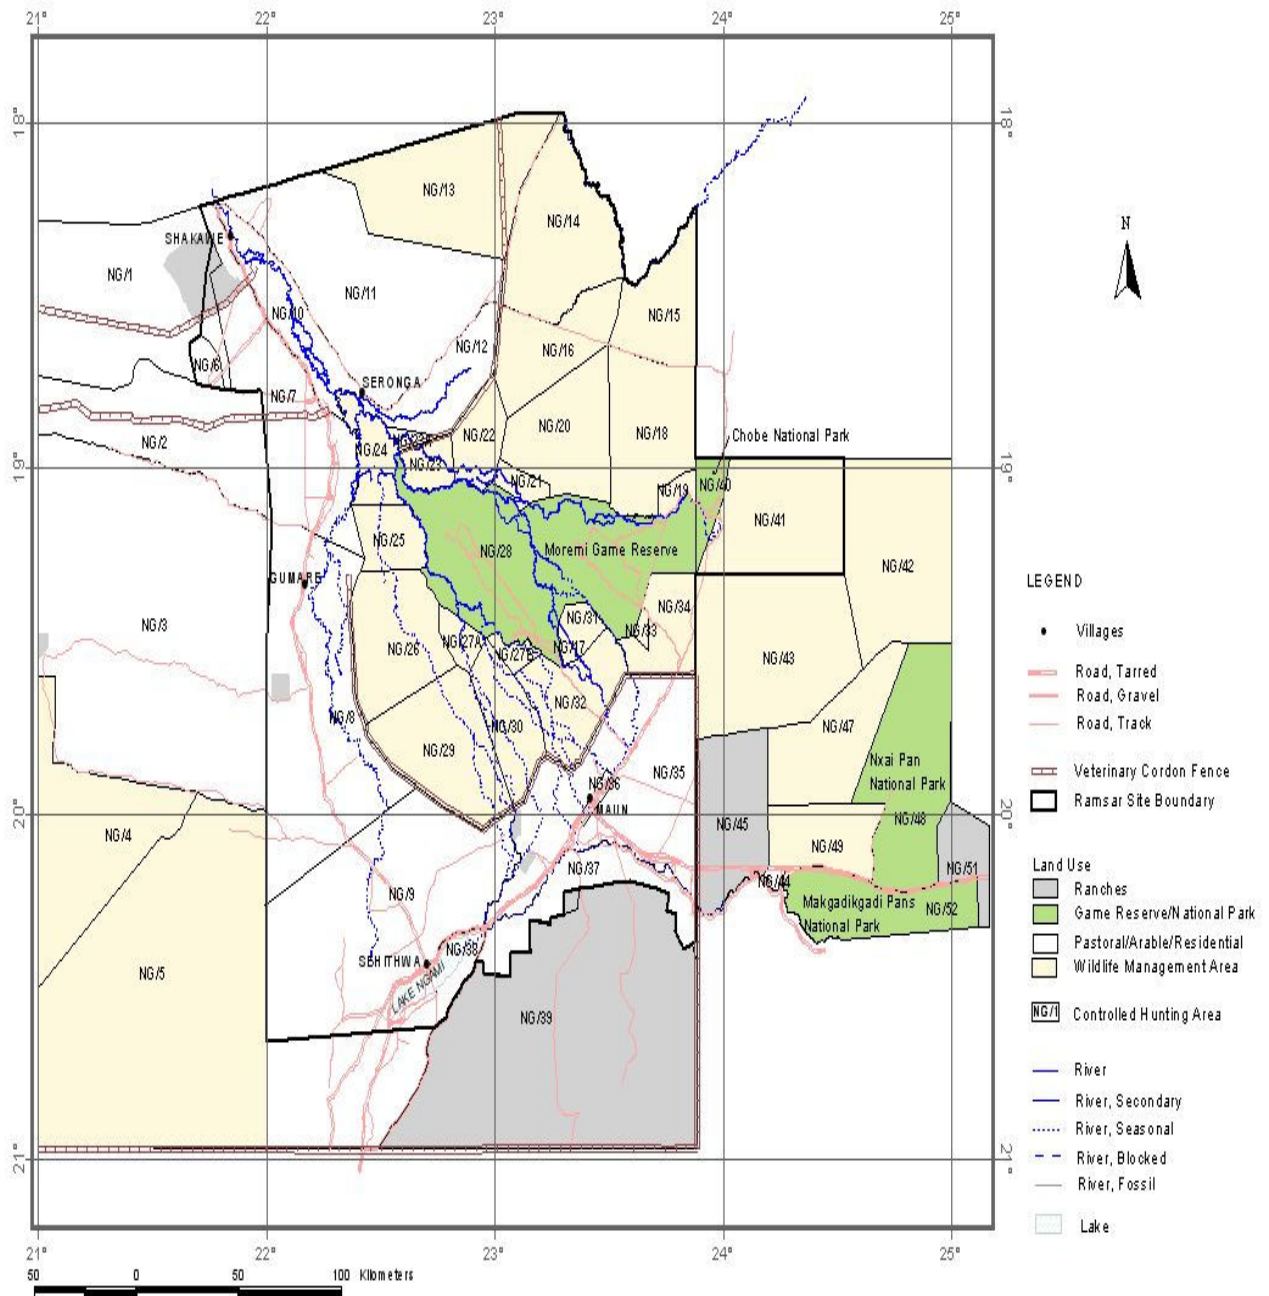 21° 22° 23° 24° 25°
18° 18°
NG/13
NG/14
SHAKAWE
NG/1
NG/11
NG/10
NG/15
NG/12
NG/16
NG/6
SERONGA
NG/7
NG/2
NG/22
NG/20
NG/18
Chobe National Park
NG/24
NG/23
19° 19°
NG/21
NG/19
NG/40
NG/41
NG/25
NG/28
Moremi Game Reserve
NG/42
GUMARE
NG/3
NG/31
NG/34
NG/33
NG/26
NG/27A
NG/27B
NG/17
NG/43
NG/8
NG/32
NG/30
NG/47
NG/29
NG/35
Nxai Pan
National Park
NG/36
MAUN
20° 20°
NG/4
NG/45
NG/48
NG/49
NG/37
NG/51
NG/44
NG/9
Makgadikgadi Pans
National Park
NG/52
NG/38
SEHITHWA
NG/5
LAKE NGAMI
NG/39
21° 21°
21° 22° 23° 24° 25°
50 0 50 100 Kilometers
N
LEGEND
Villages
Road, Tarred
Road, Gravel
Road, Track
Veterinary Cordon Fence
Ramsar Site Boundary
Land Use
Ranches
Game Reserve/National Park
Pastoral/Arable/Residential
Wildlife Management Area
NG/1 Controlled Hunting Area
River
River, Secondary
River, Seasonal
River, Blocked
River, Fossil
Lake